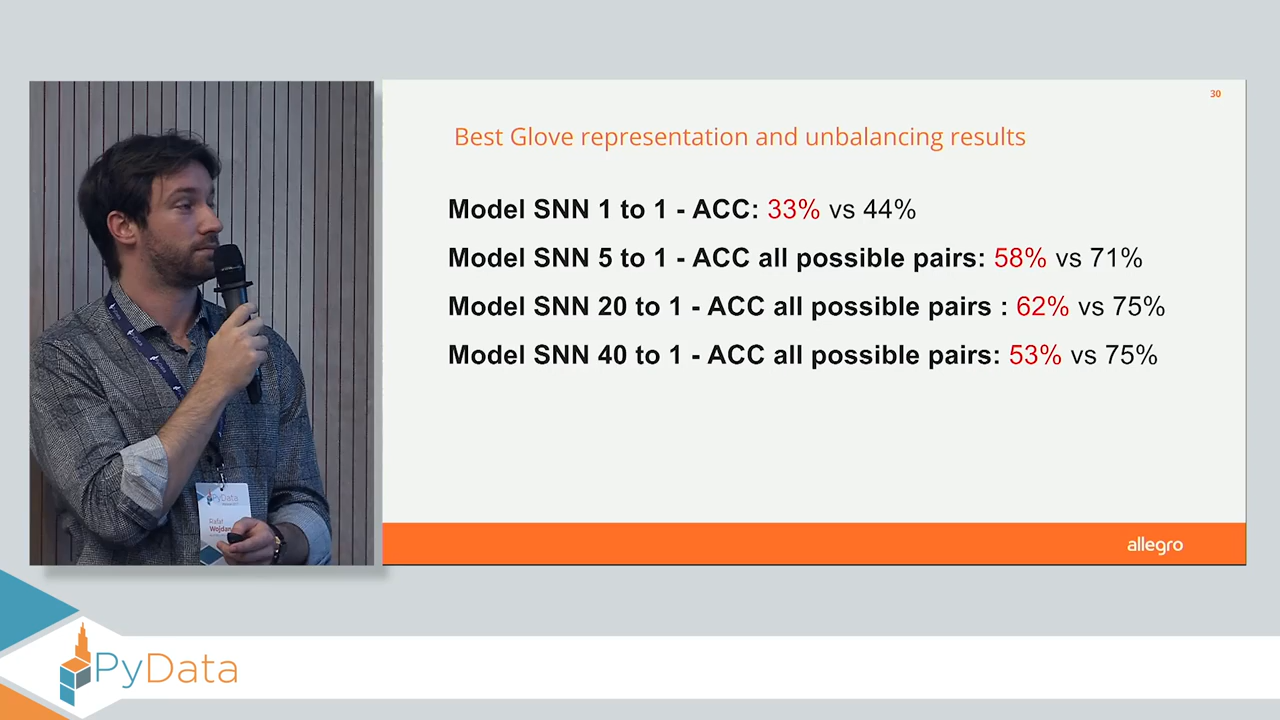 30
Best Glove representation and unbalancing results
Model SNN 1 to 1 - ACC: 33% vs 44%
Model SNN 5 to 1 - ACC all possible pairs: 58% vs 71%
Model SNN 20 to 1 - ACC all possible pairs : 62% vs 75%
Model SNN 40 to 1 - ACC all possible pairs: 53% vs 75%
allegro
PyData
Rafał
PyData